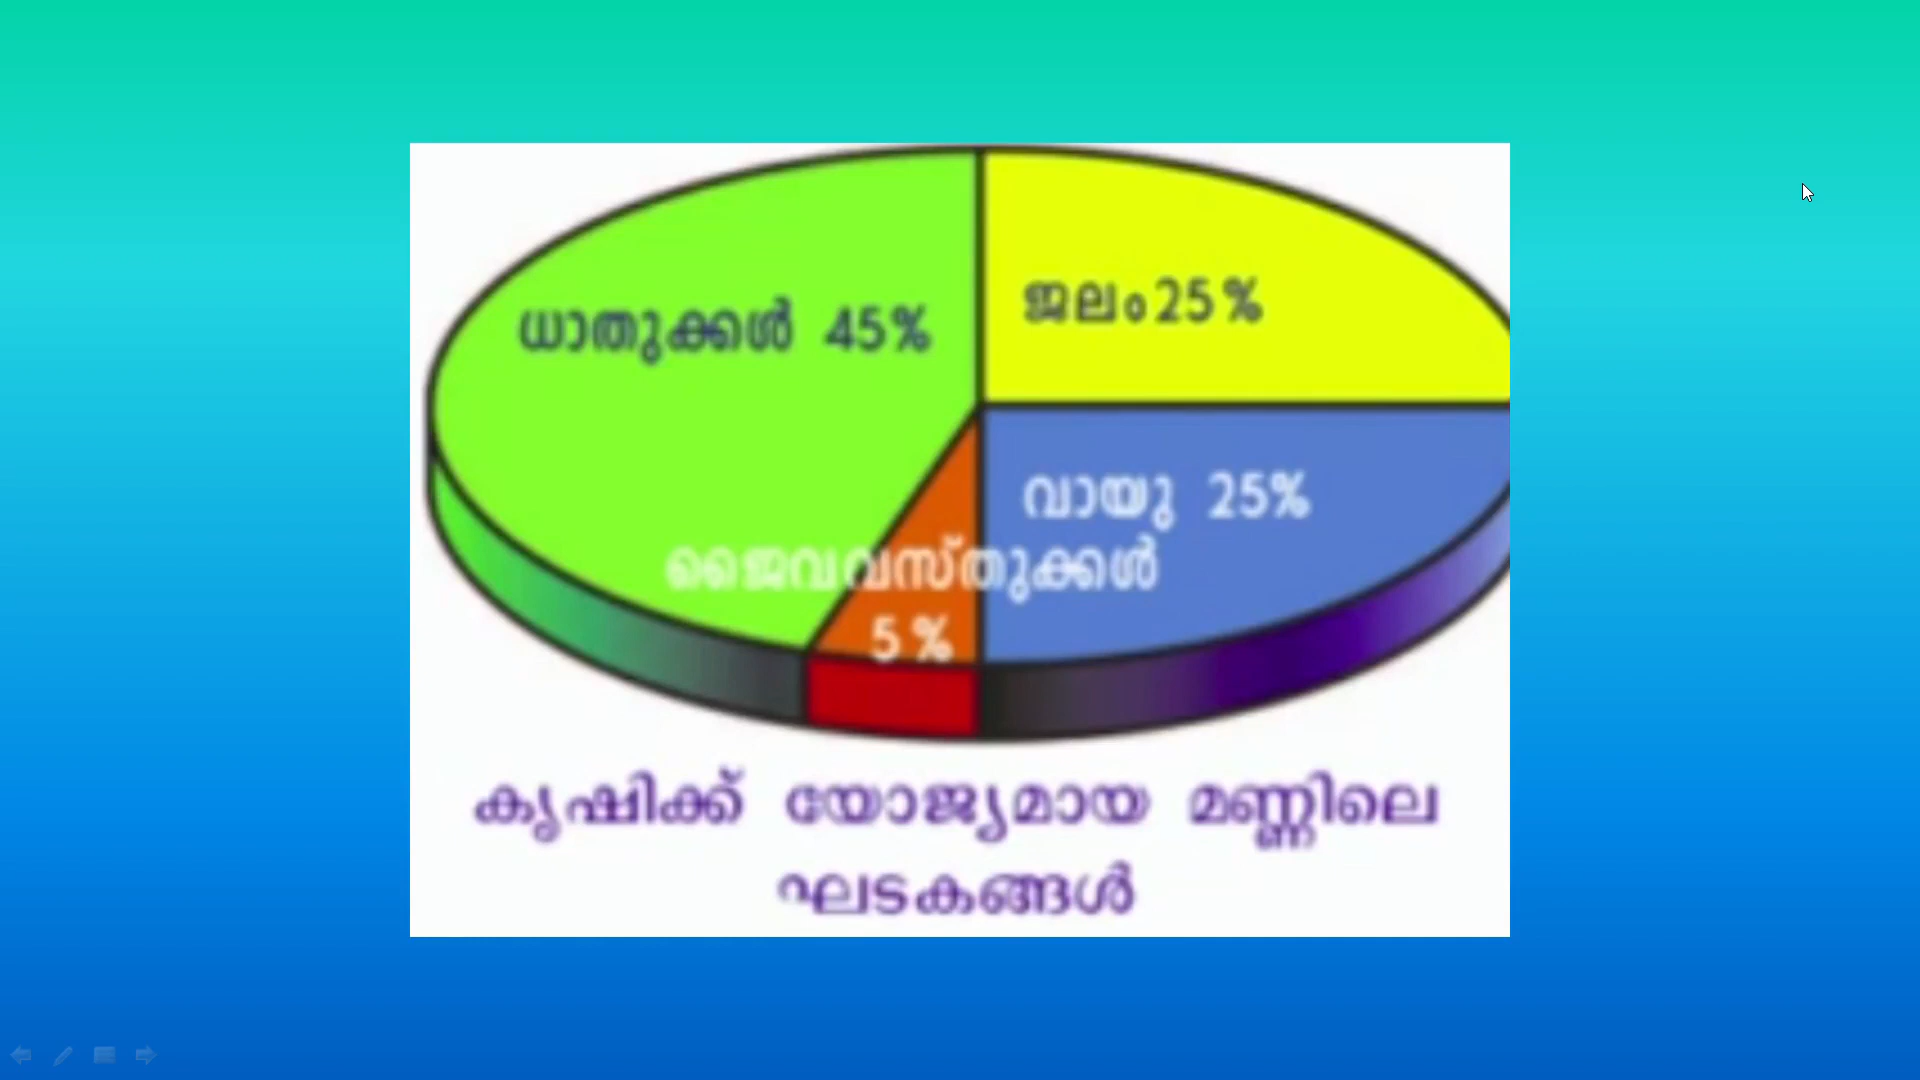 ധാതുക്കൾ 45%
ജലം 25%
വായു 25%
ജൈവവസ്തുക്കൾ
5%
കൃഷിക്ക് യോജ്യമായ മണ്ണിലെ
ഘടകങ്ങൾ